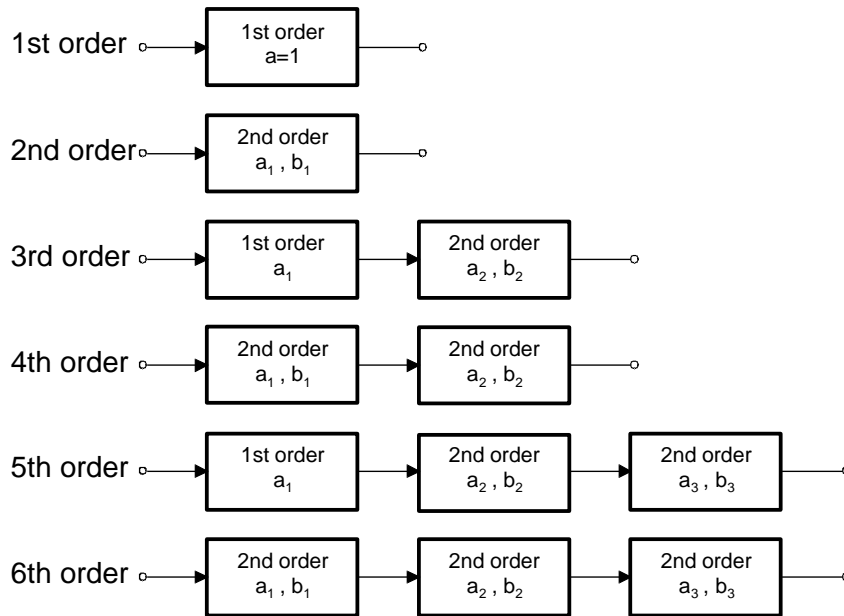 1st order
1st order
a=1
2nd order
2nd order
a₁ , b₁
3rd order
1st order
a₁
2nd order
a₂ , b₂
4th order
2nd order
a₁ , b₁
2nd order
a₂ , b₂
5th order
1st order
a₁
2nd order
a₂ , b₂
2nd order
a₃ , b₃
6th order
2nd order
a₁ , b₁
2nd order
a₂ , b₂
2nd order
a₃ , b₃